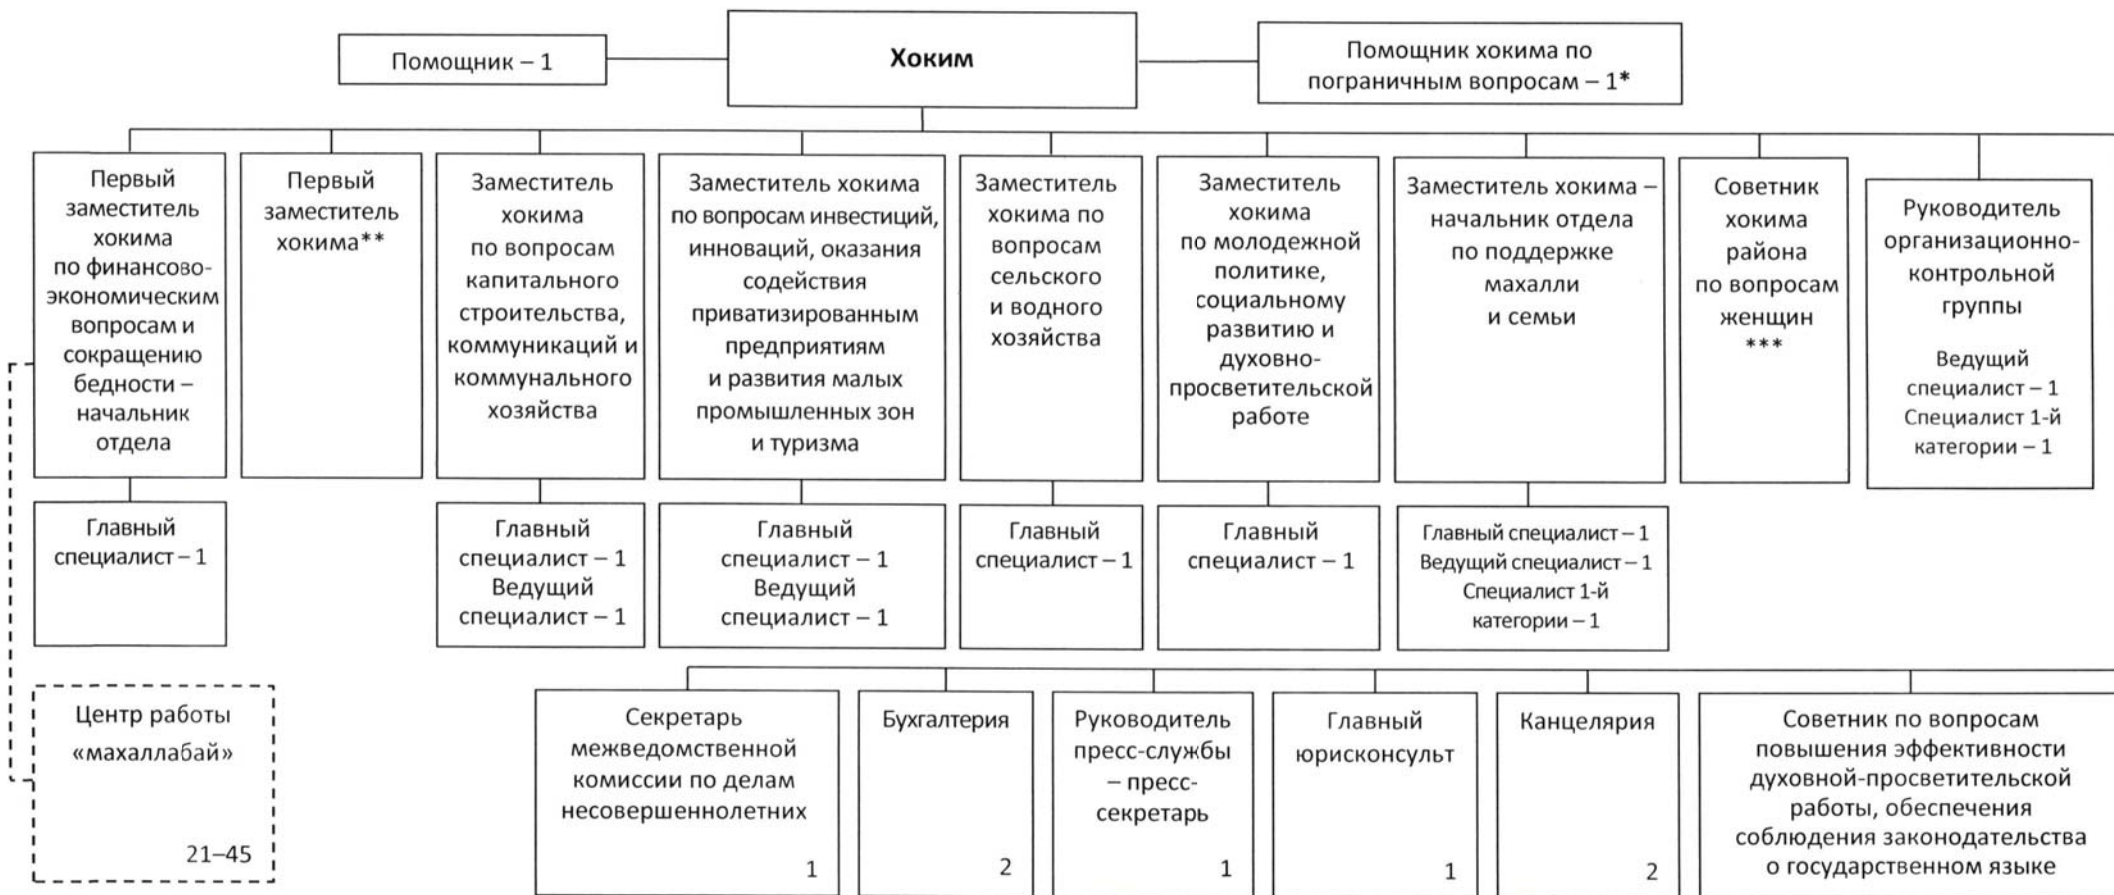 Помощник – 1
Хоким
Помощник хокима по
пограничным вопросам – 1*
Первый
заместитель
хокима
по финансово-
экономическим
вопросам и
сокращению
бедности –
начальник
отдела
Первый
заместитель
хокима**
Заместитель
хокима
по вопросам
капитального
строительства,
коммуникаций и
коммунального
хозяйства
Заместитель хокима
по вопросам инвестиций,
инноваций, оказания
содействия
приватизированным
предприятиям
и развития малых
промышленных зон
и туризма
Заместитель
хокима по
вопросам
сельского
и водного
хозяйства
Заместитель
хокима
по молодежной
политике,
социальному
развитию и
духовно-
просветительской
работе
Заместитель хокима –
начальник отдела
по поддержке
махалли
и семьи
Советник
хокима
района
по вопросам
женщин
***
Руководитель
организационно-
контрольной
группы
Ведущий
специалист – 1
Специалист 1-й
категории – 1
Главный
специалист – 1
Главный
специалист – 1
Ведущий
специалист – 1
Главный
специалист – 1
Ведущий
специалист – 1
Главный
специалист – 1
Главный
специалист – 1
Главный специалист – 1
Ведущий специалист – 1
Специалист 1-й
категории – 1
Центр работы
«махаллабай»
21–45
Секретарь
межведомственной
комиссии по делам
несовершеннолетних
1
Бухгалтерия
2
Руководитель
пресс-службы
– пресс-
секретарь
1
Главный
юрисконсульт
1
Канцелярия
2
Советник по вопросам
повышения эффективности
духовной-просветительской
работы, обеспечения
соблюдения законодательства
о государственном языке